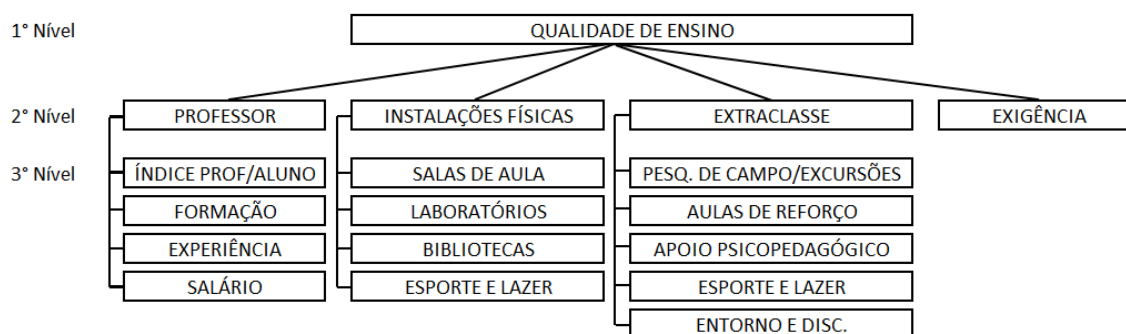 1° Nível
QUALIDADE DE ENSINO
2° Nível
PROFESSOR
INSTALAÇÕES FÍSICAS
EXTRACLASSE
EXIGÊNCIA
3° Nível
ÍNDICE PROF/ALUNO
SALAS DE AULA
PESQ. DE CAMPO/EXCURSÕES
FORMAÇÃO
LABORATÓRIOS
AULAS DE REFORÇO
EXPERIÊNCIA
BIBLIOTECAS
APOIO PSICOPEDAGÓGICO
SALÁRIO
ESPORTE E LAZER
ESPORTE E LAZER
ENTORNO E DISC.